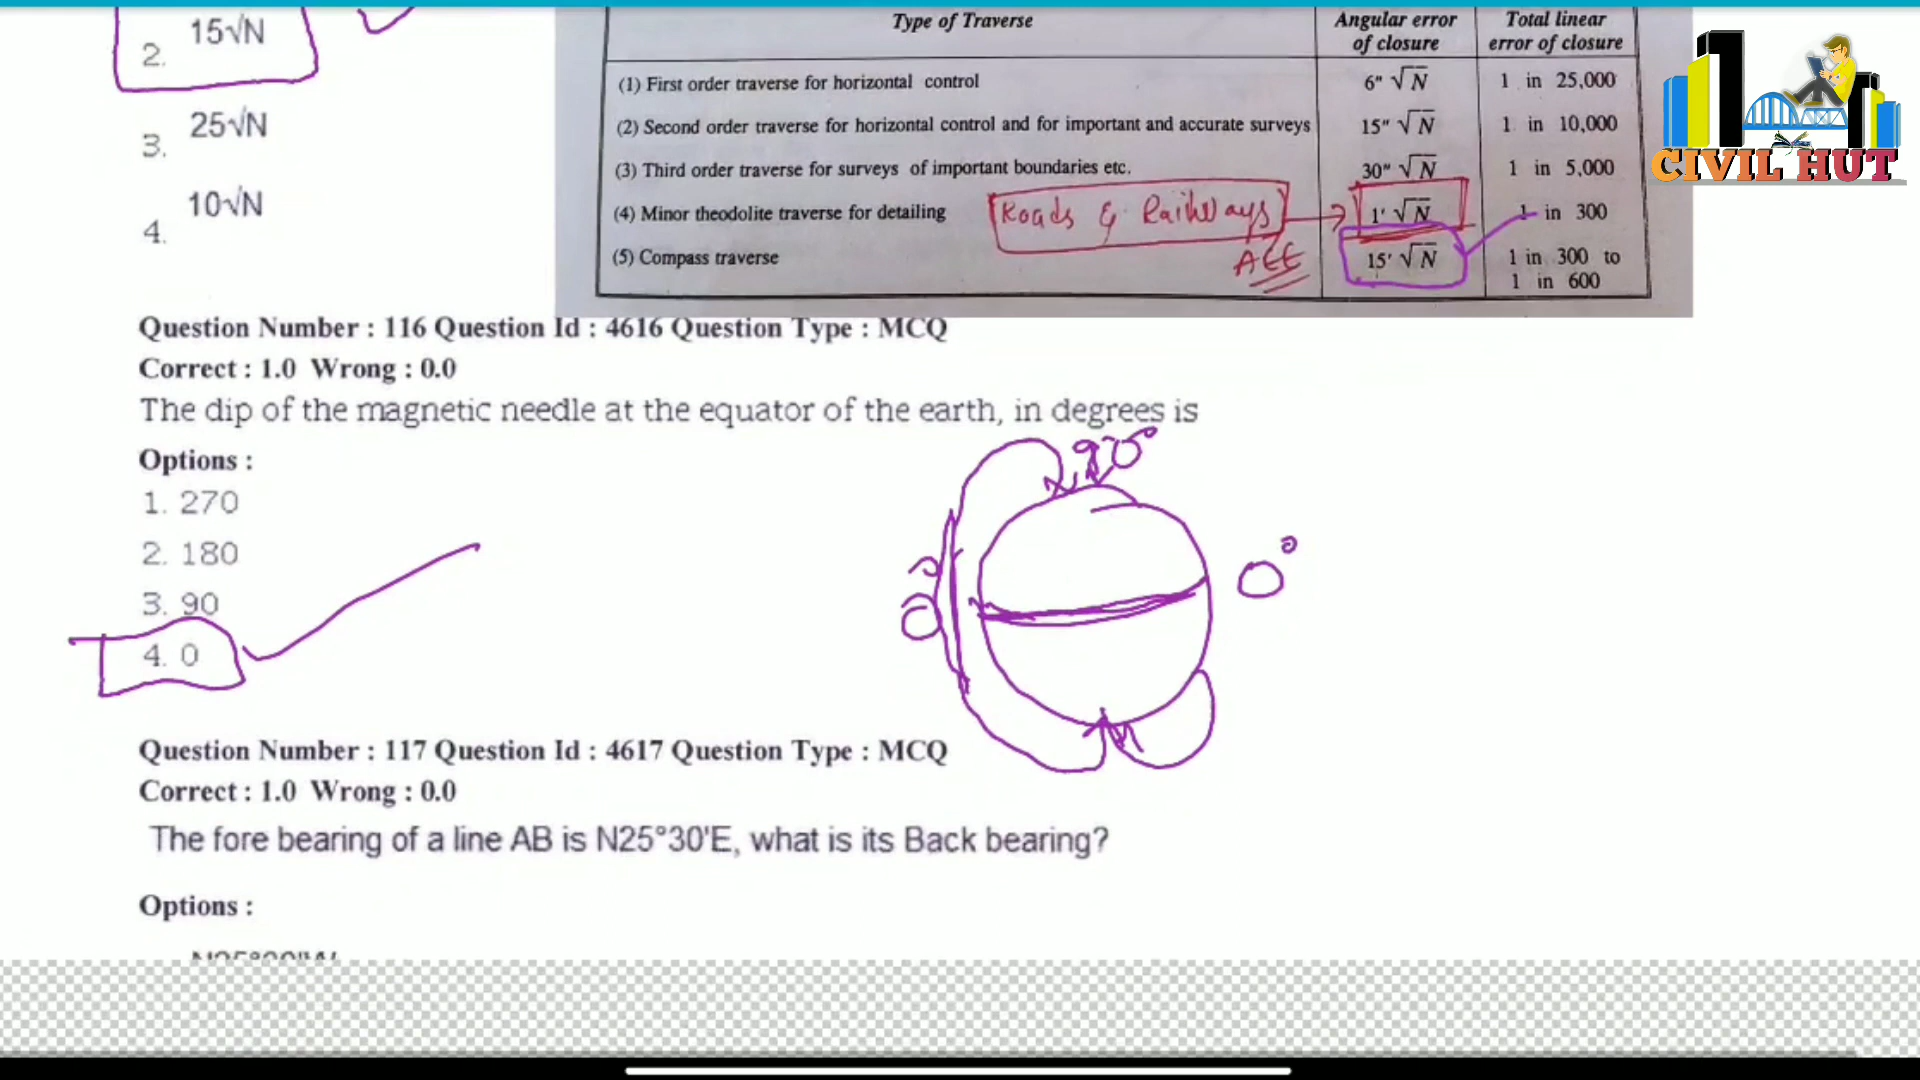 2. 15√N
3. 25√N
4. 10√N
Type of Traverse Angular error of closure Total linear error of closure
(1) First order traverse for horizontal control 6" √N 1 in 25,000
(2) Second order traverse for horizontal control and for important and accurate surveys 15" √N 1 in 10,000
(3) Third order traverse for surveys of important boundaries etc. 30" √N 1 in 5,000
(4) Minor theodolite traverse for detailing Roads & Railways 1' √N 1 in 300
AEE
(5) Compass traverse 15' √N 1 in 300 to
1 in 600
CIVIL HUT
Question Number : 116 Question Id : 4616 Question Type : MCQ
Correct : 1.0 Wrong : 0.0
The dip of the magnetic needle at the equator of the earth, in degrees is
Options :
1. 270
2. 180
3. 90
4. 0
90°
0°
Question Number : 117 Question Id : 4617 Question Type : MCQ
Correct : 1.0 Wrong : 0.0
The fore bearing of a line AB is N25°30'E, what is its Back bearing?
Options :